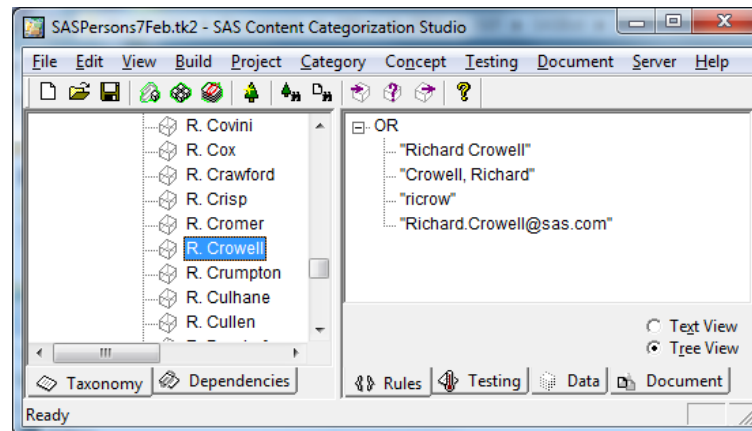 SASPersons7Feb.tk2 - SAS Content Categorization Studio
File Edit View Build Project Category Concept Testing Document Server Help
R. Covini
R. Cox
R. Crawford
R. Crisp
R. Cromer
R. Crowell
R. Crumpton
R. Culhane
R. Cullen
OR
"Richard Crowell"
"Crowell, Richard"
"ricrow"
"Richard.Crowell@sas.com"
Text View
Tree View
Taxonomy Dependencies
Rules Testing Data Document
Ready